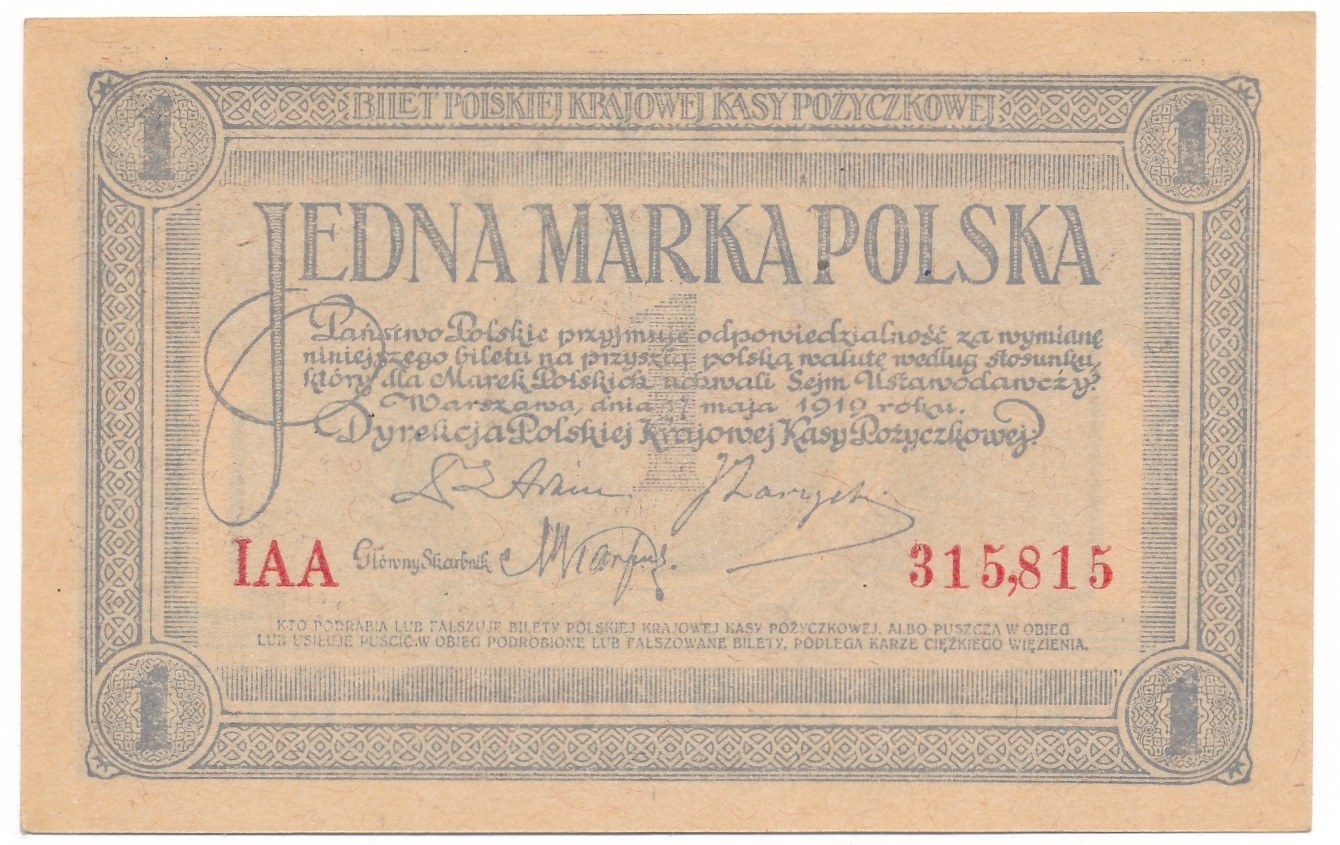 BILET POLSKIEJ KRAJOWEJ KASY POŻYCZKOWEJ
1 1
JEDNA MARKA POLSKA
1
Państwo Polskie przyjmuje odpowiedzialność za wymianę
niniejszego biletu na przyszłą polską walutę według stosunku,
który dla Marek Polskich uchwali Sejm Ustawodawczy.
Warszawa, dnia 17 maja 1919 roku.
Dyrekcja Polskiej Krajowej Kasy Pożyczkowej
IAA Główny Skarbnik 315,815
KTO PODRABIA LUB FAŁSZUJE BILETY POLSKIEJ KRAJOWEJ KASY POŻYCZKOWEJ, ALBO PUSZCZA W OBIEG
LUB USIŁUJE PUŚCIĆ W OBIEG PODROBIONE LUB FAŁSZOWANE BILETY, PODLEGA KARZE CIĘŻKIEGO WIĘZIENIA.
1 1